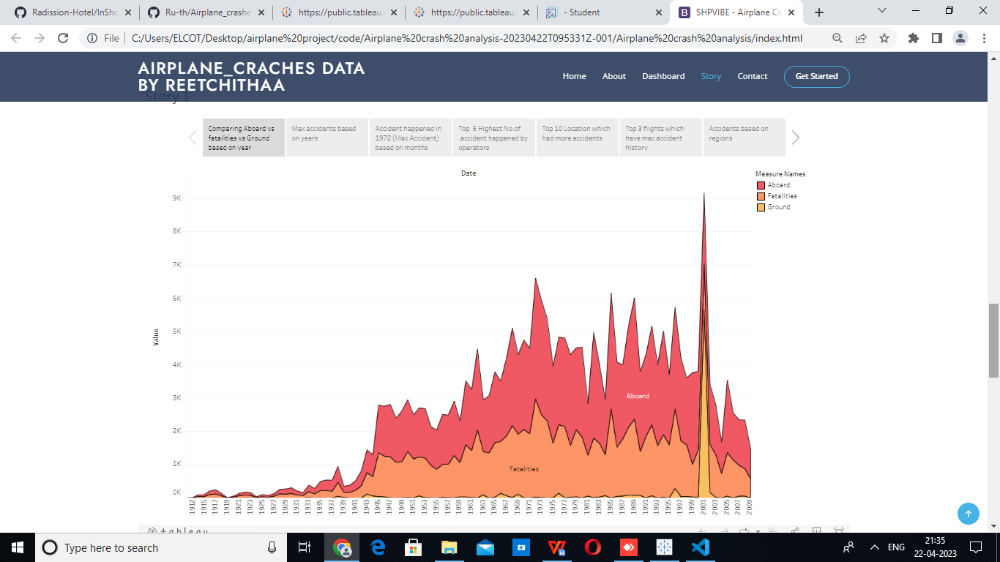 Radission-Hotel/InSho
Ru-th/Airplane_crashe
https://public.tableau.
https://public.tableau.
- Student
SHPVIBE - Airplane Cr
File
C:/Users/ELCOT/Desktop/airplane%20project/code/Airplane%20crash%20analysis-20230422T095331Z-001/Airplane%20crash%20analysis/index.html
AIRPLANE_CRACHES DATA
BY REETCHITHAA
Home
About
Dashboard
Story
Contact
Get Started
Story 1
Comparing Aboard vs
fatalities vs Ground
based on year
Max accidents based
on years
Accident happened in
1972 (Max Accident)
based on months
Top 5 Highest No.of
.accident happened by
operators
Top 10 Location which
had more accidents
Top 3 flights which
have max accident
history
Accidents based on
regions
Date
Measure Names
Aboard
Fatalities
Ground
9K
8K
7K
6K
5K
4K
3K
2K
1K
0K
Value
Aboard
Fatalities
1912
1915
1917
1919
1921
1923
1925
1927
1929
1931
1933
1935
1937
1939
1941
1943
1945
1947
1949
1951
1953
1955
1957
1959
1961
1963
1965
1967
1969
1971
1973
1975
1977
1979
1981
1983
1985
1987
1989
1991
1993
1995
1997
1999
2001
2003
2005
2007
2009
+ a b l e a u
Type here to search
ENG
21:35
22-04-2023